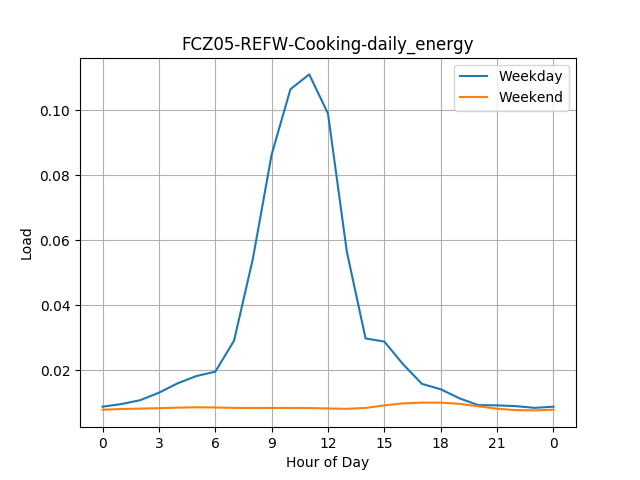 FCZ05-REFW-Cooking-daily_energy
Weekday
Weekend
Load
0.10
0.08
0.06
0.04
0.02
0 3 6 9 12 15 18 21 0
Hour of Day